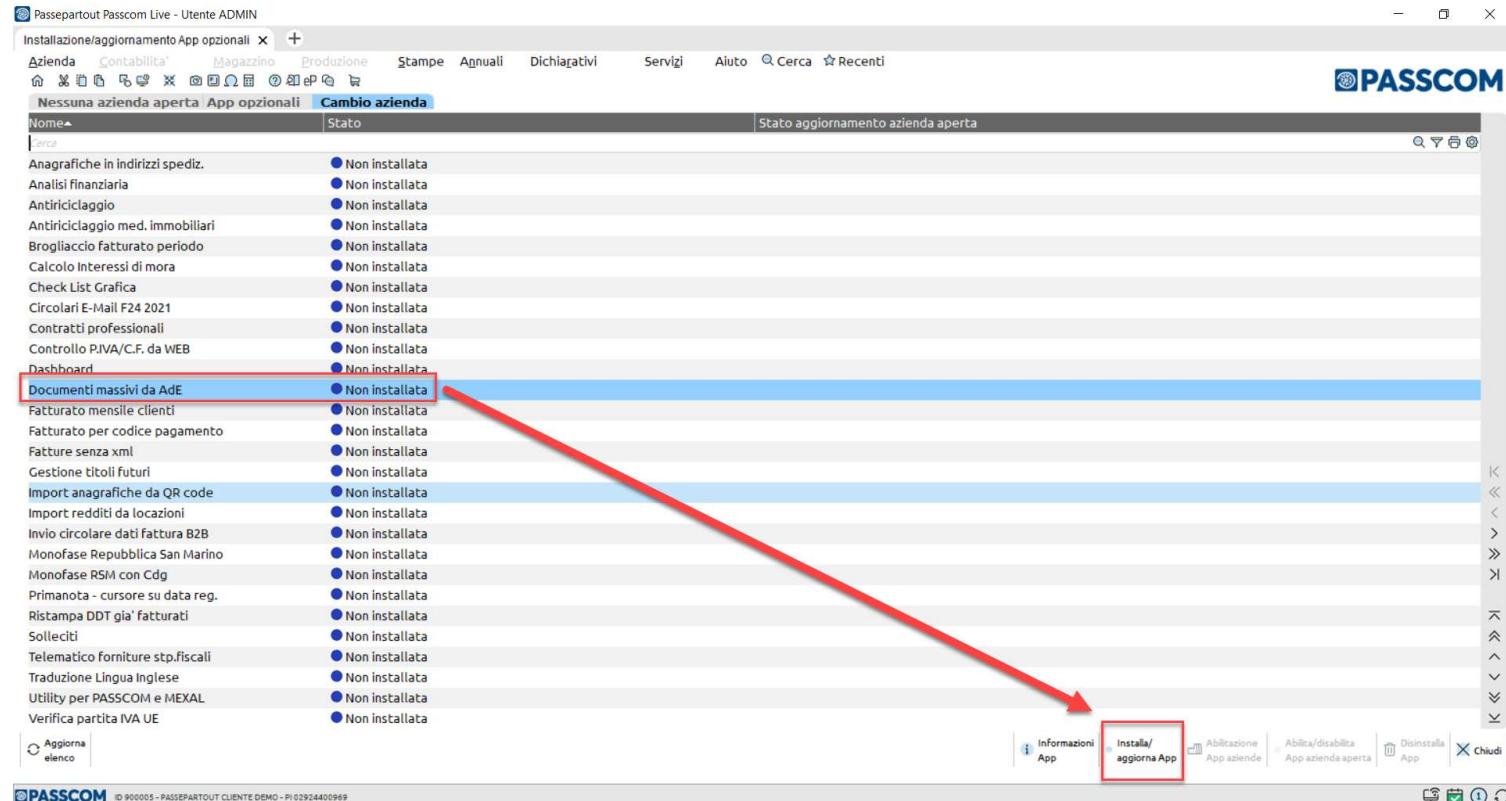 Passepartout Passcom Live - Utente ADMIN
Installazione/aggiornamento App opzionali
Azienda Contabilita' Magazzino Produzione Stampe Annuali Dichiarativi Servizi Aiuto Cerca Recenti
PASSCOM
Nessuna azienda aperta App opzionali Cambio azienda
Nome Stato Stato aggiornamento azienda aperta
Cerca
Anagrafiche in indirizzi spediz. Non installata
Analisi finanziaria Non installata
Antiriciclaggio Non installata
Antiriciclaggio med. immobiliari Non installata
Brogliaccio fatturato periodo Non installata
Calcolo Interessi di mora Non installata
Check List Grafica Non installata
Circolari E-Mail F24 2021 Non installata
Contratti professionali Non installata
Controllo P.IVA/C.F. da WEB Non installata
Dashboard Non installata
Documenti massivi da AdE Non installata
Fatturato mensile clienti Non installata
Fatturato per codice pagamento Non installata
Fatture senza xml Non installata
Gestione titoli futuri Non installata
Import anagrafiche da QR code Non installata
Import redditi da locazioni Non installata
Invio circolare dati fattura B2B Non installata
Monofase Repubblica San Marino Non installata
Monofase RSM con Cdg Non installata
Primanota - cursore su data reg. Non installata
Ristampa DDT gia' fatturati Non installata
Solleciti Non installata
Telematico forniture stp.fiscali Non installata
Traduzione Lingua Inglese Non installata
Utility per PASSCOM e MEXAL Non installata
Verifica partita IVA UE Non installata
Aggiorna elenco
Informazioni App
Installa/ aggiorna App
Abilitazione App aziende
Abilita/disabilita App azienda aperta
Disinstalla App
Chiudi
PASSCOM ID 900005 - PASSEPARTOUT CLIENTE DEMO - PI 02924400969